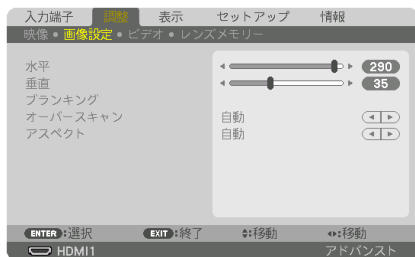 入力端子 調整 表示 セットアップ 情報
映像 • 画像設定 • ビデオ • レンズメモリー
水平 290
垂直 35
ブランキング
オーバースキャン 自動
アスペクト 自動
ENTER :選択 EXIT :終了 :移動 :移動
HDMI1 アドバンスト